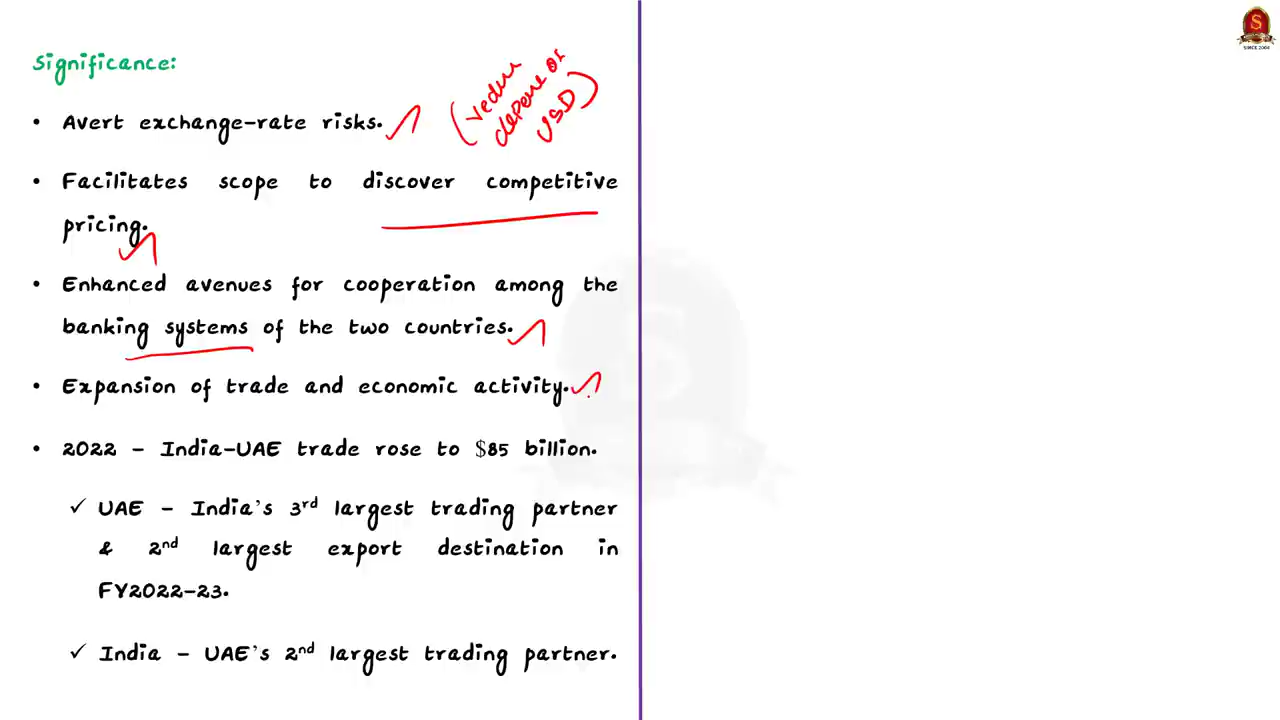 Significance:
• Avert exchange-rate risks.
(reduce
depence on
USD)
• Facilitates scope to discover competitive
pricing.
• Enhanced avenues for cooperation among the
banking systems of the two countries.
• Expansion of trade and economic activity.
• 2022 – India-UAE trade rose to $85 billion.
✓ UAE – India's 3rd largest trading partner
& 2nd largest export destination in
FY2022-23.
✓ India – UAE's 2nd largest trading partner.
S
SINCE 2004